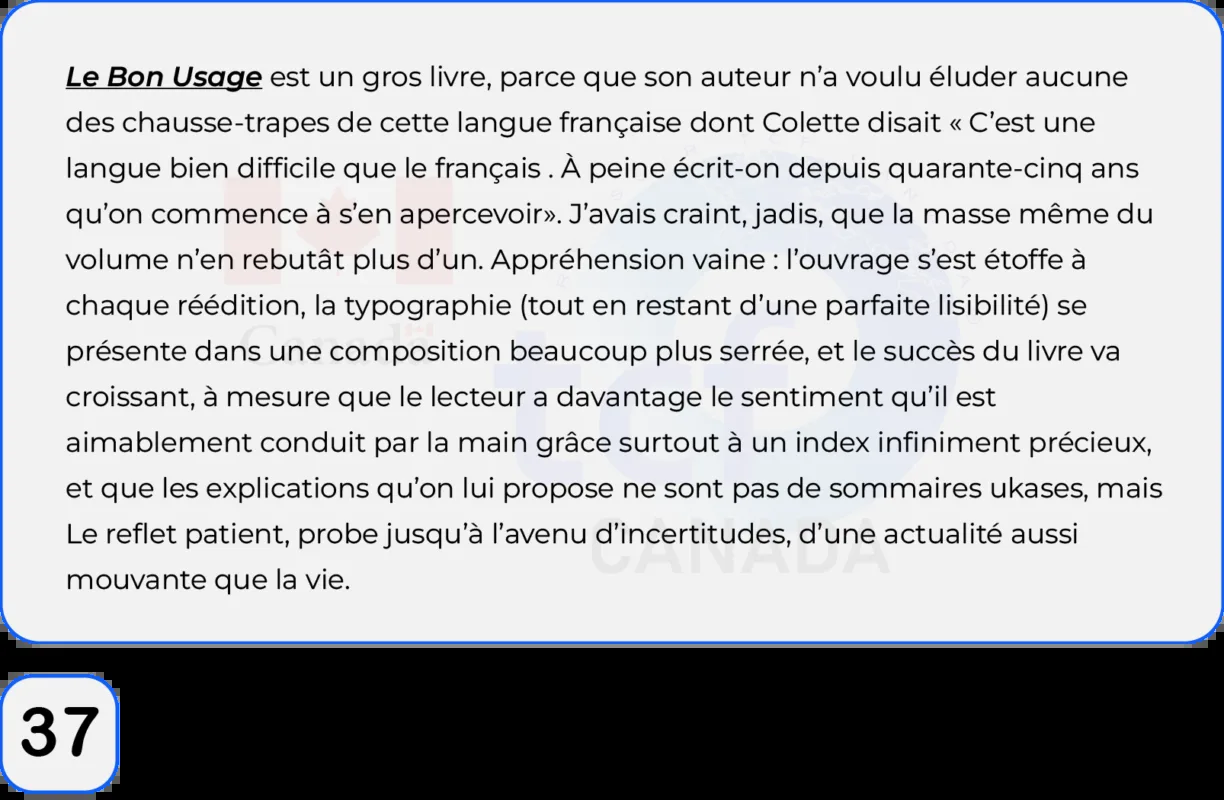 Le Bon Usage est un gros livre, parce que son auteur n'a voulu éluder aucune
des chausse-trapes de cette langue française dont Colette disait « C'est une
langue bien difficile que le français . À peine écrit-on depuis quarante-cinq ans
qu'on commence à s'en apercevoir». J'avais craint, jadis, que la masse même du
volume n'en rebutât plus d'un. Appréhension vaine : l'ouvrage s'est étoffe à
chaque réédition, la typographie (tout en restant d'une parfaite lisibilité) se
présente dans une composition beaucoup plus serrée, et le succès du livre va
croissant, à mesure que le lecteur a davantage le sentiment qu'il est
aimablement conduit par la main grâce surtout à un index infiniment précieux,
et que les explications qu'on lui propose ne sont pas de sommaires ukases, mais
Le reflet patient, probe jusqu'à l'avenu d'incertitudes, d'une actualité aussi
mouvante que la vie.
Canada
tcf
CANADA
37